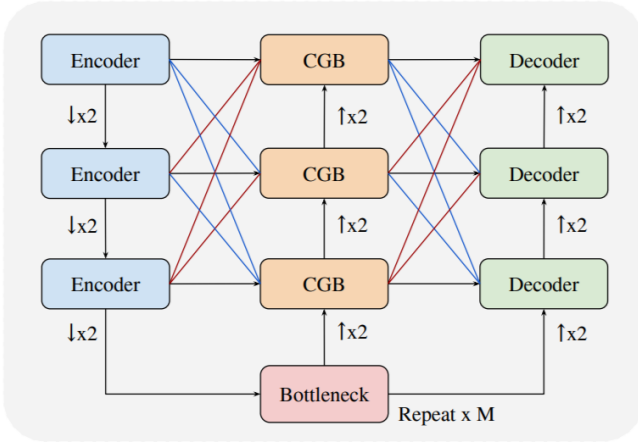 Encoder
CGB
Decoder
↓x2
↑x2
↑x2
Encoder
CGB
Decoder
↓x2
↑x2
↑x2
Encoder
CGB
Decoder
↓x2
↑x2
↑x2
Bottleneck
Repeat x M